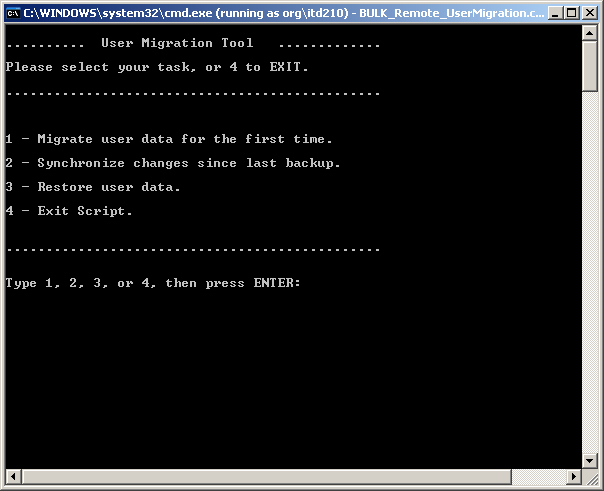 C:\WINDOWS\system32\cmd.exe (running as org\itd210) - BULK_Remote_UserMigration.c...
..........  User Migration Tool   .............
Please select your task, or 4 to EXIT.
...............................................
1 - Migrate user data for the first time.
2 - Synchronize changes since last backup.
3 - Restore user data.
4 - Exit Script.
...............................................
Type 1, 2, 3, or 4, then press ENTER: